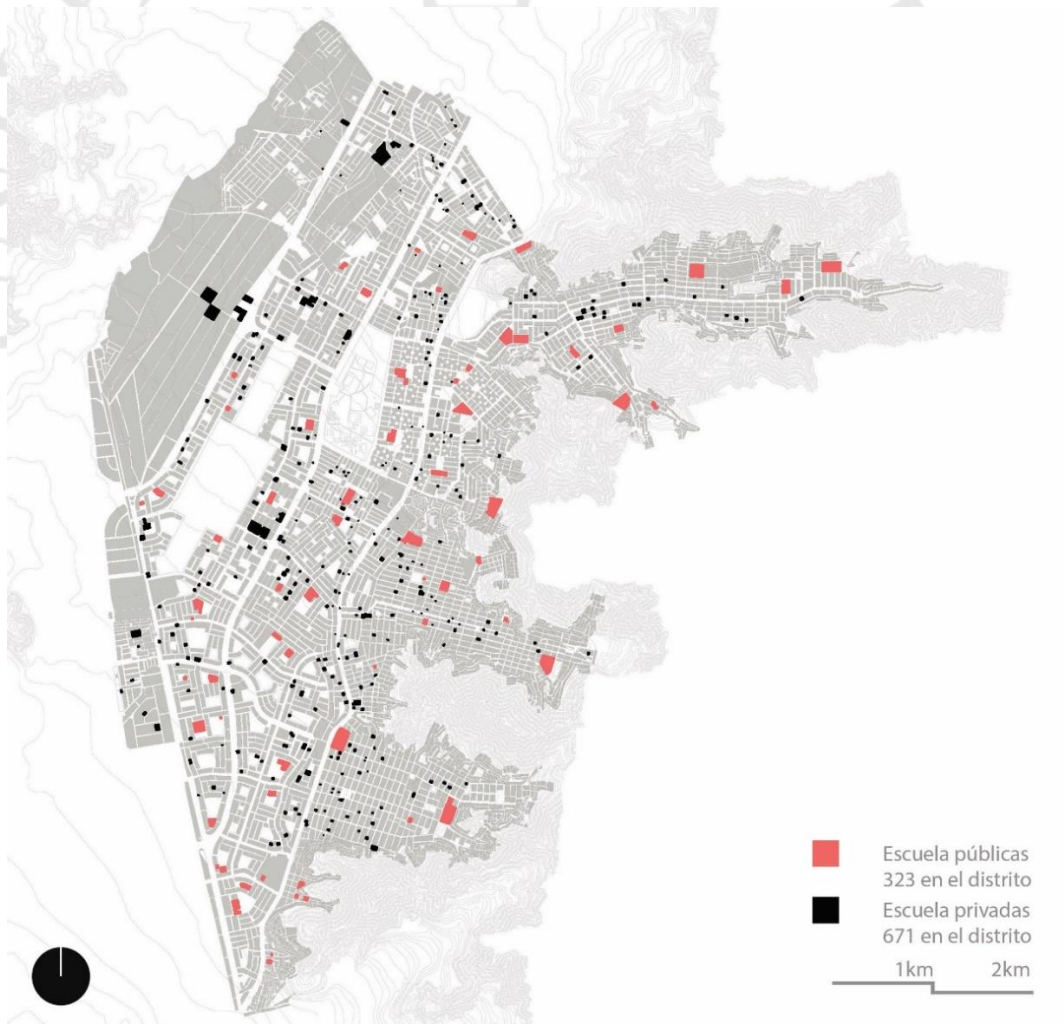 Escuela públicas
323 en el distrito
Escuela privadas
671 en el distrito
1km 2km